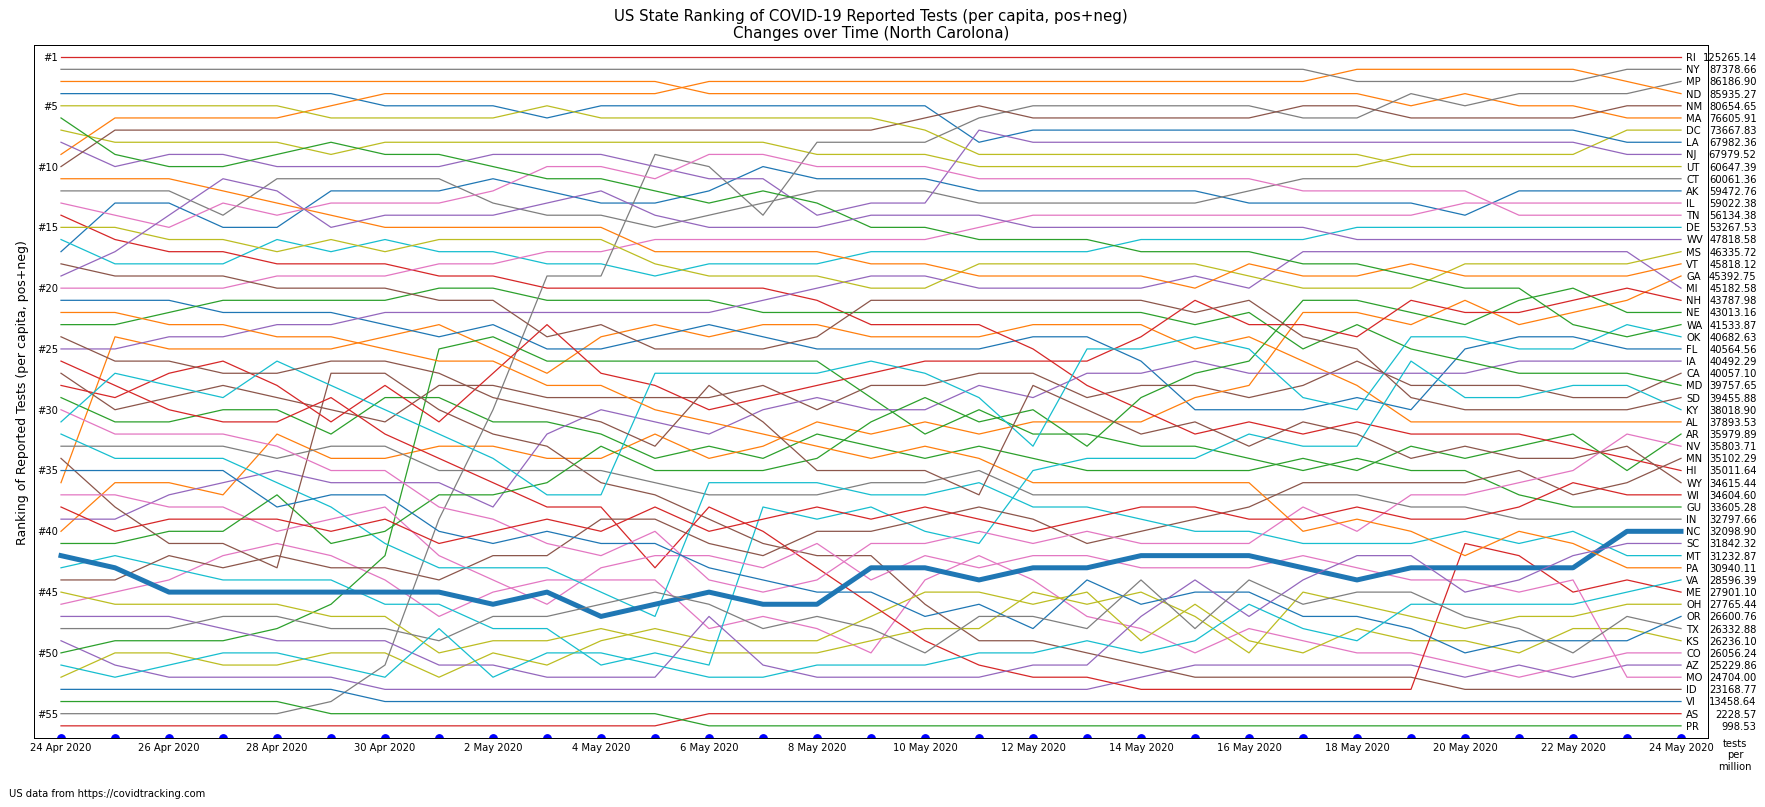 US State Ranking of COVID-19 Reported Tests (per capita, pos+neg)
Changes over Time (North Carolona)
Ranking of Reported Tests (per capita, pos+neg)
#1
#5
#10
#15
#20
#25
#30
#35
#40
#45
#50
#55
RI 125265.14
NY 87378.66
MP 86186.90
ND 85935.27
NM 80654.65
MA 76605.91
DC 73667.83
LA 67982.36
NJ 67979.52
UT 60647.39
CT 60061.36
AK 59472.76
IL 59022.38
TN 56134.38
DE 53267.53
WV 47818.58
MS 46335.72
VT 45818.12
GA 45392.75
MI 45182.58
NH 43787.98
NE 43013.16
WA 41533.87
OK 40682.63
FL 40564.56
IA 40492.29
CA 40057.10
MD 39757.65
SD 39455.88
KY 38018.90
AL 37893.53
AR 35979.89
NV 35803.71
MN 35102.29
HI 35011.64
WY 34615.44
WI 34604.60
GU 33605.28
IN 32797.66
NC 32098.90
SC 31842.32
MT 31232.87
PA 30940.11
VA 28596.39
ME 27901.10
OH 27765.44
OR 26600.76
TX 26332.88
KS 26236.10
CO 26056.24
AZ 25229.86
MO 24704.00
ID 23168.77
VI 13458.64
AS 2228.57
PR 998.53
24 Apr 2020 26 Apr 2020 28 Apr 2020 30 Apr 2020 2 May 2020 4 May 2020 6 May 2020 8 May 2020 10 May 2020 12 May 2020 14 May 2020 16 May 2020 18 May 2020 20 May 2020 22 May 2020 24 May 2020
tests
per
million
US data from https://covidtracking.com